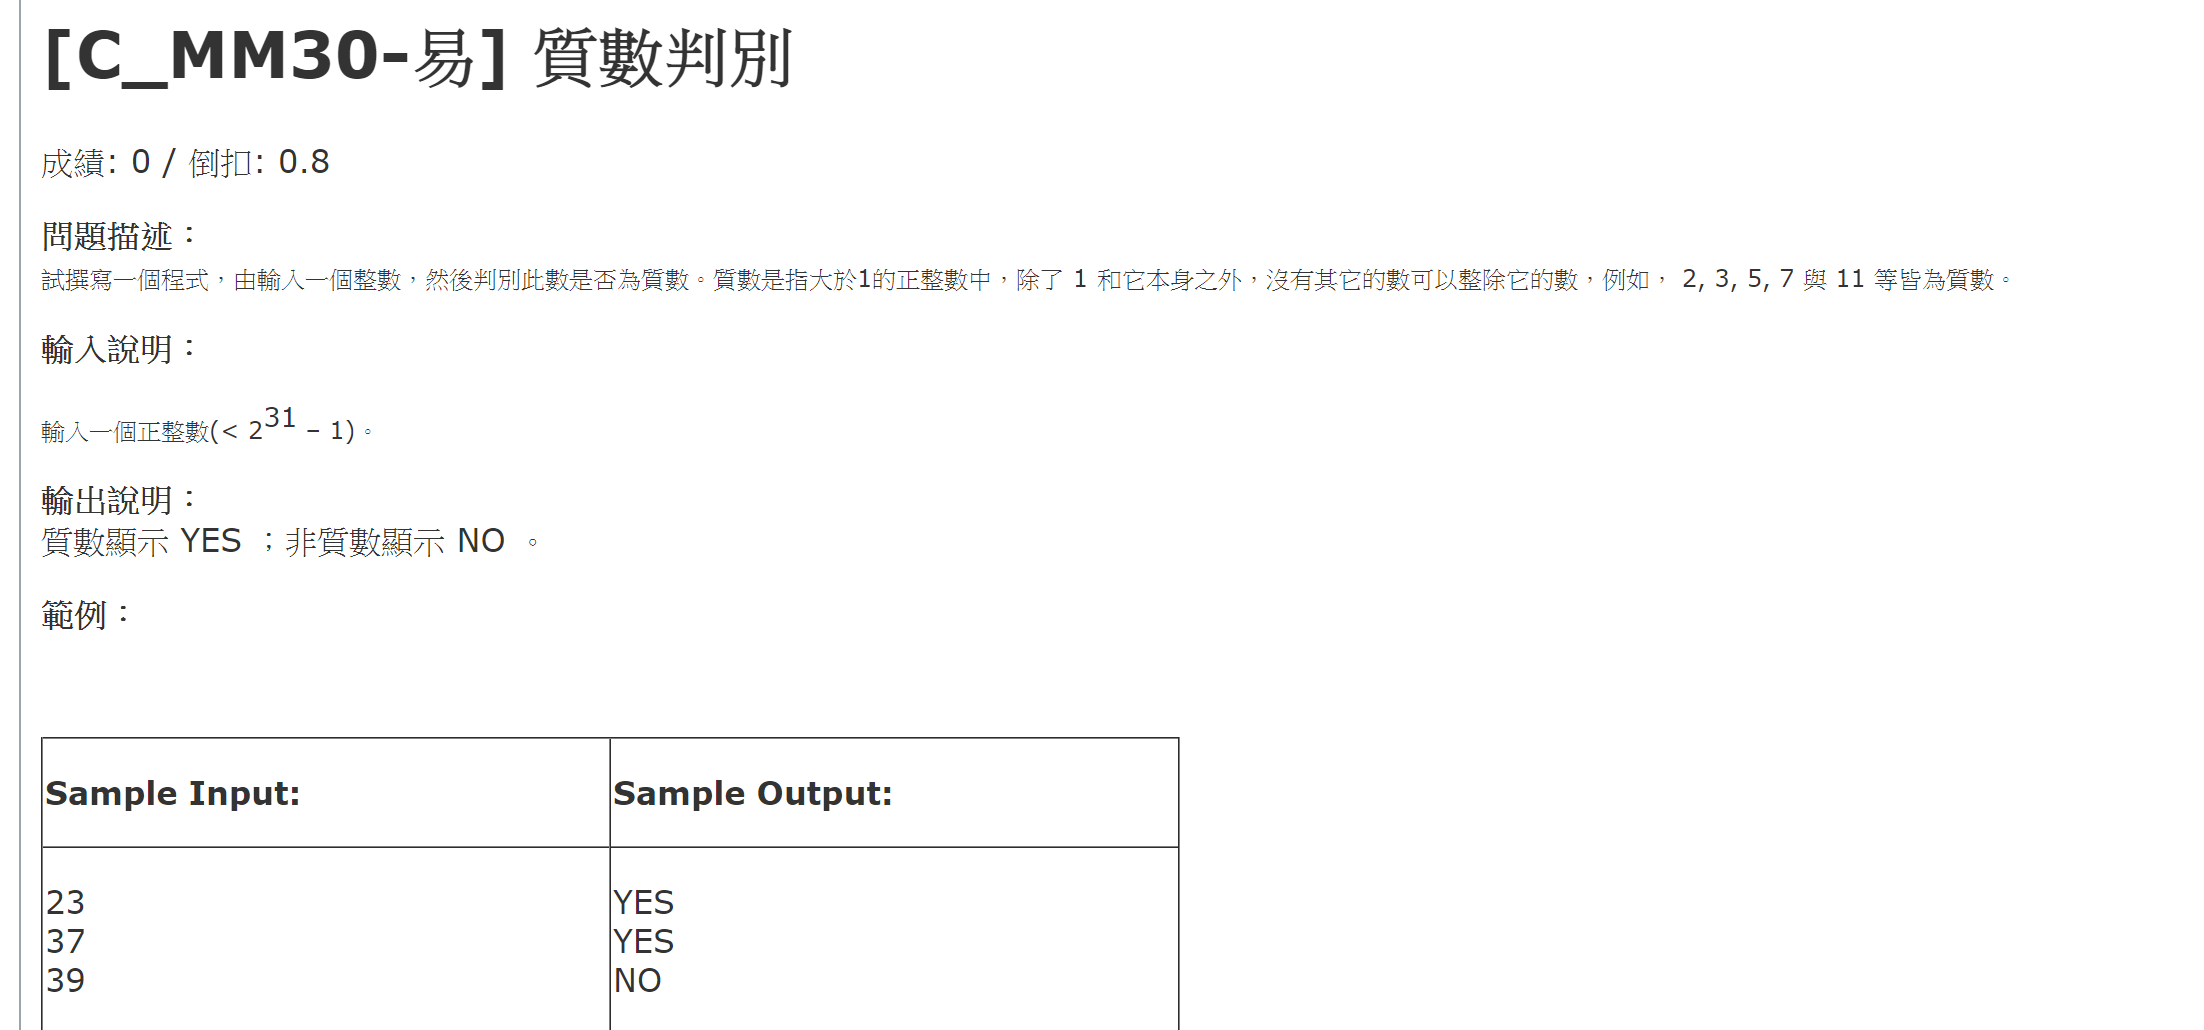 [C_MM30-易] 質數判別
成績: 0 / 倒扣: 0.8
問題描述：
試撰寫一個程式，由輸入一個整數，然後判別此數是否為質數。質數是指大於1的正整數中，除了 1 和它本身之外，沒有其它的數可以整除它的數，例如， 2, 3, 5, 7 與 11 等皆為質數。
輸入說明：
輸入一個正整數(< 2^31 – 1)。
輸出說明：
質數顯示 YES ；非質數顯示 NO 。
範例：
Sample Input: Sample Output:
23 YES
37 YES
39 NO